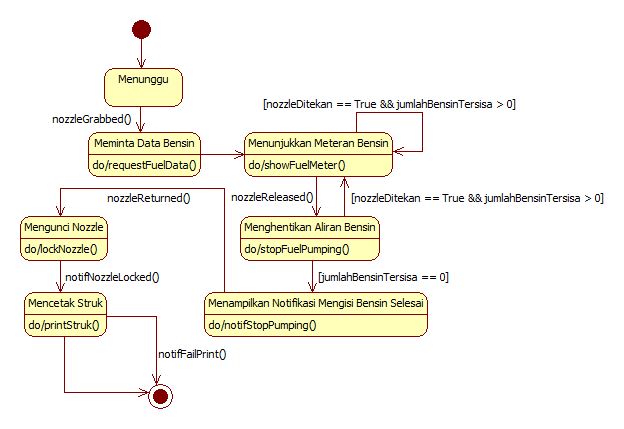 Menunggu
[nozzleDitekan == True && jumlahBensinTersisa > 0]
nozzleGrabbed()
Meminta Data Bensin
do/requestFuelData()
Menunjukkan Meteran Bensin
do/showFuelMeter()
nozzleReturned()
nozzleReleased()
[nozzleDitekan == True && jumlahBensinTersisa > 0]
Mengunci Nozzle
do/lockNozzle()
Menghentikan Aliran Bensin
do/stopFuelPumping()
notifNozzleLocked()
[jumlahBensinTersisa == 0]
Mencetak Struk
do/printStruk()
Menampilkan Notifikasi Mengisi Bensin Selesai
do/notifStopPumping()
notifFailPrint()